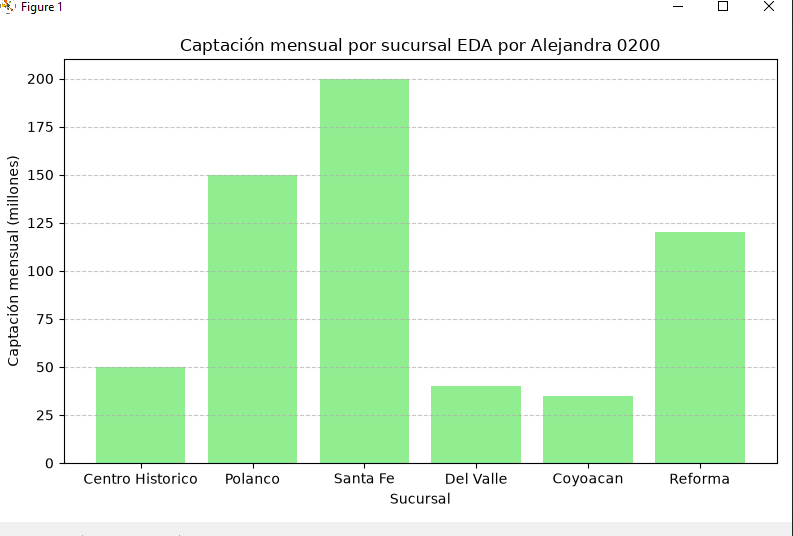 Figure 1
Captación mensual por sucursal EDA por Alejandra 0200
200
175
150
125
100
75
50
25
0
Captación mensual (millones)
Centro Historico Polanco Santa Fe Del Valle Coyoacan Reforma
Sucursal